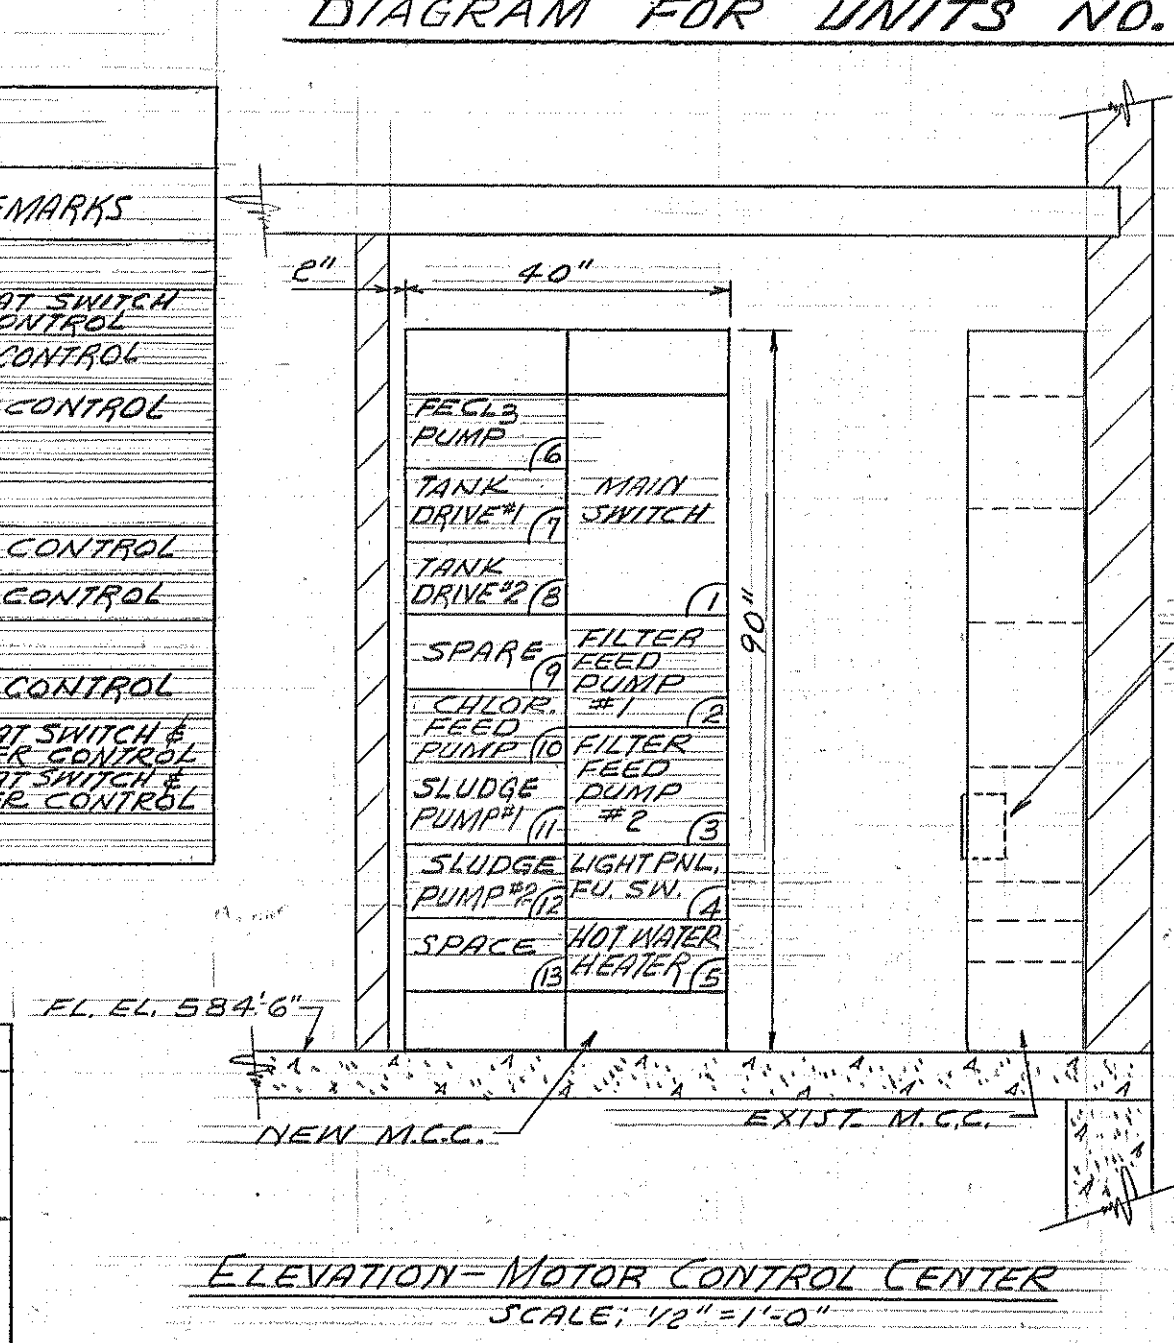 DIAGRAM FOR UNITS NO.
EMARKS
AT SWITCH
ONTROL
CONTROL
CONTROL
CONTROL
CONTROL
CONTROL
AT SWITCH &
ER CONTROL
AT SWITCH &
ER CONTROL
2"
40"
FECL3
PUMP 6
TANK
DRIVE #1 7
TANK
DRIVE #2 8
SPARE 9
CHLOR.
FEED
PUMP 10
SLUDGE
PUMP #1 11
SLUDGE
PUMP #2 12
SPACE
13
MAIN
SWITCH
1
FILTER
FEED
PUMP
#1 2
FILTER
FEED
PUMP
#2 3
LIGHT PNL.
FU. SW. 4
HOT WATER
HEATER 5
90"
FL. EL. 584'-6"
NEW M.C.C.
EXIST. M.C.C.
ELEVATION - MOTOR CONTROL CENTER
SCALE; 1/2" = 1'-0"